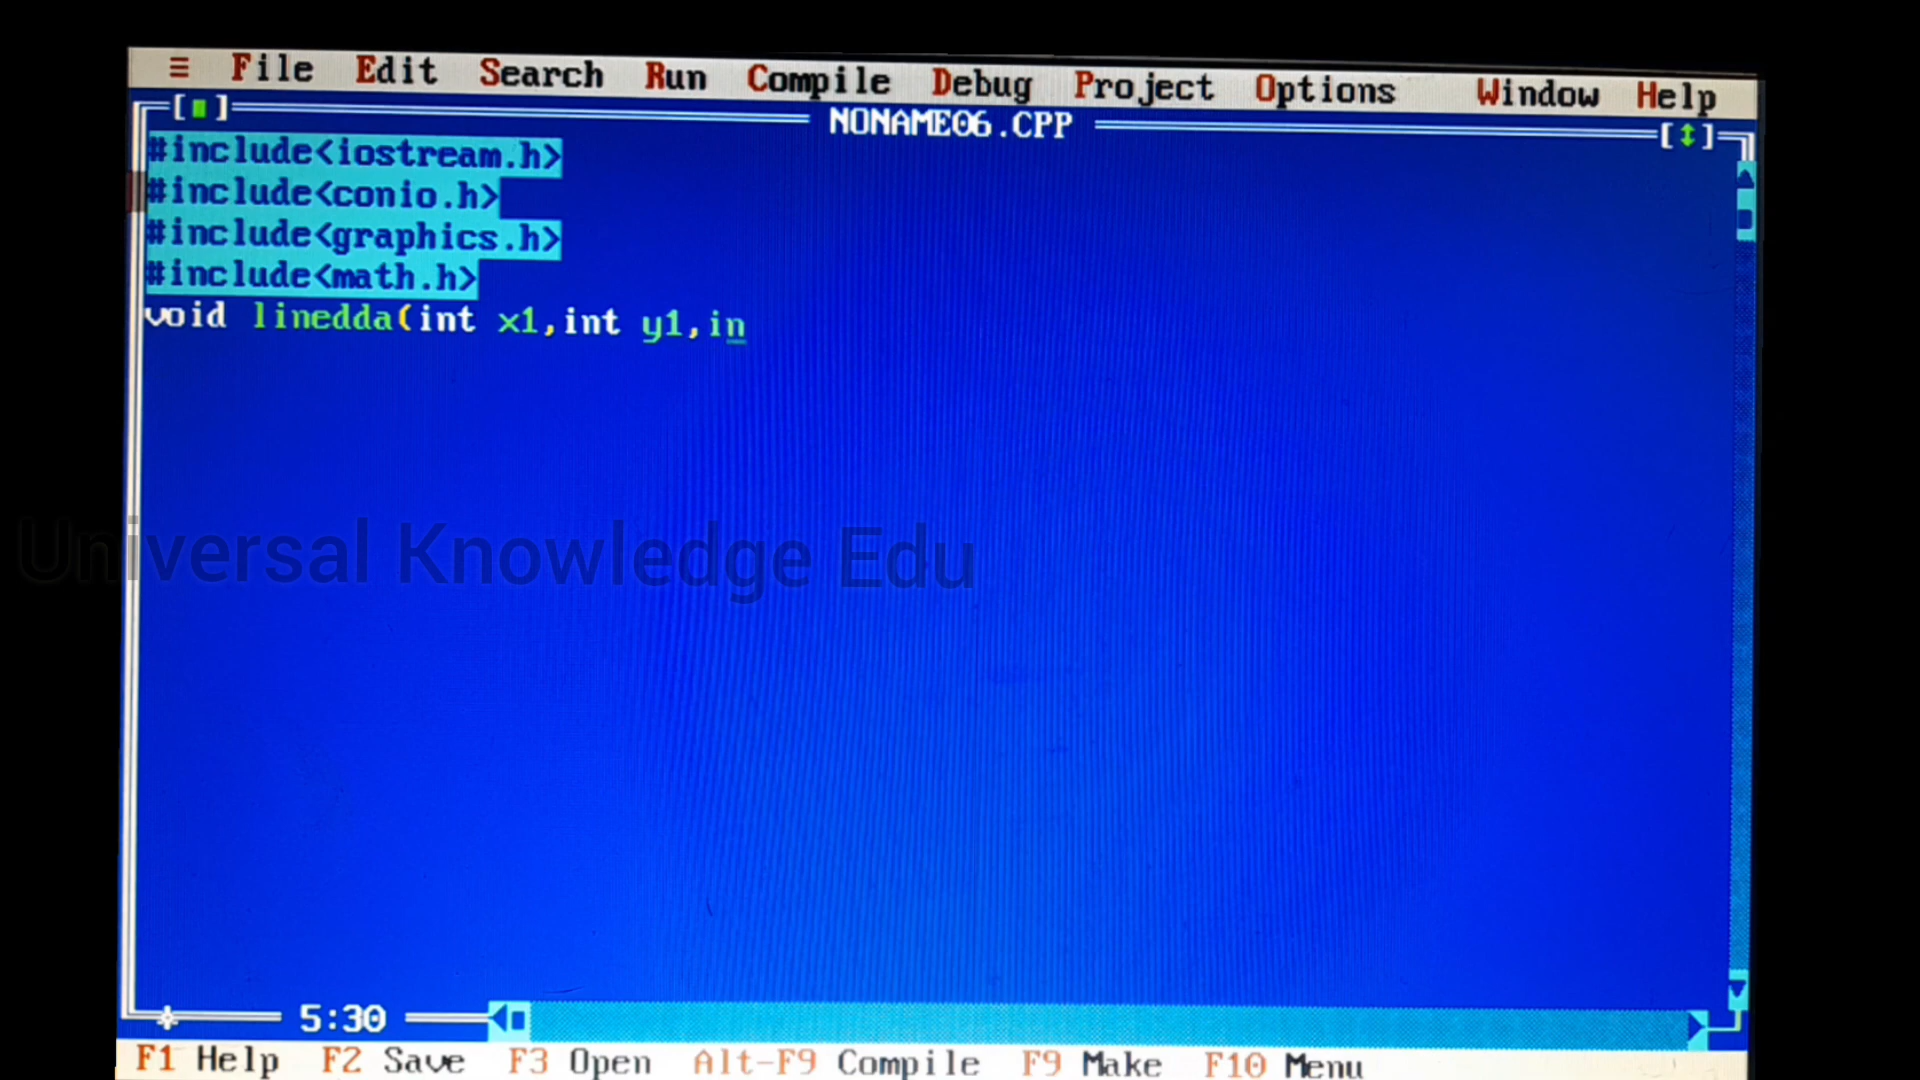 ≡ File Edit Search Run Compile Debug Project Options Window Help
[■] NONAME06.CPP [↕]
#include<iostream.h>
#include<conio.h>
#include<graphics.h>
#include<math.h>
void linedda(int x1,int y1,in
Universal Knowledge Edu
5:30
F1 Help F2 Save F3 Open Alt-F9 Compile F9 Make F10 Menu